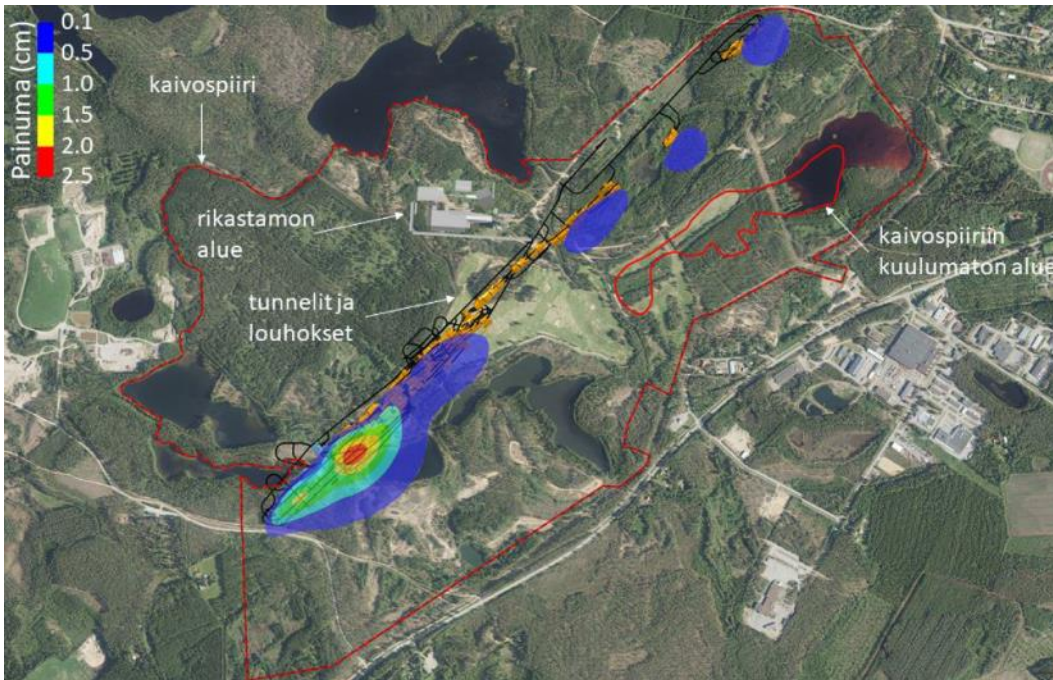 Painuma (cm)
0.1
0.5
1.0
1.5
2.0
2.5
kaivospiiri
rikastamon
alue
tunnelit ja
louhokset
kaivospiiriin
kuulumaton alue